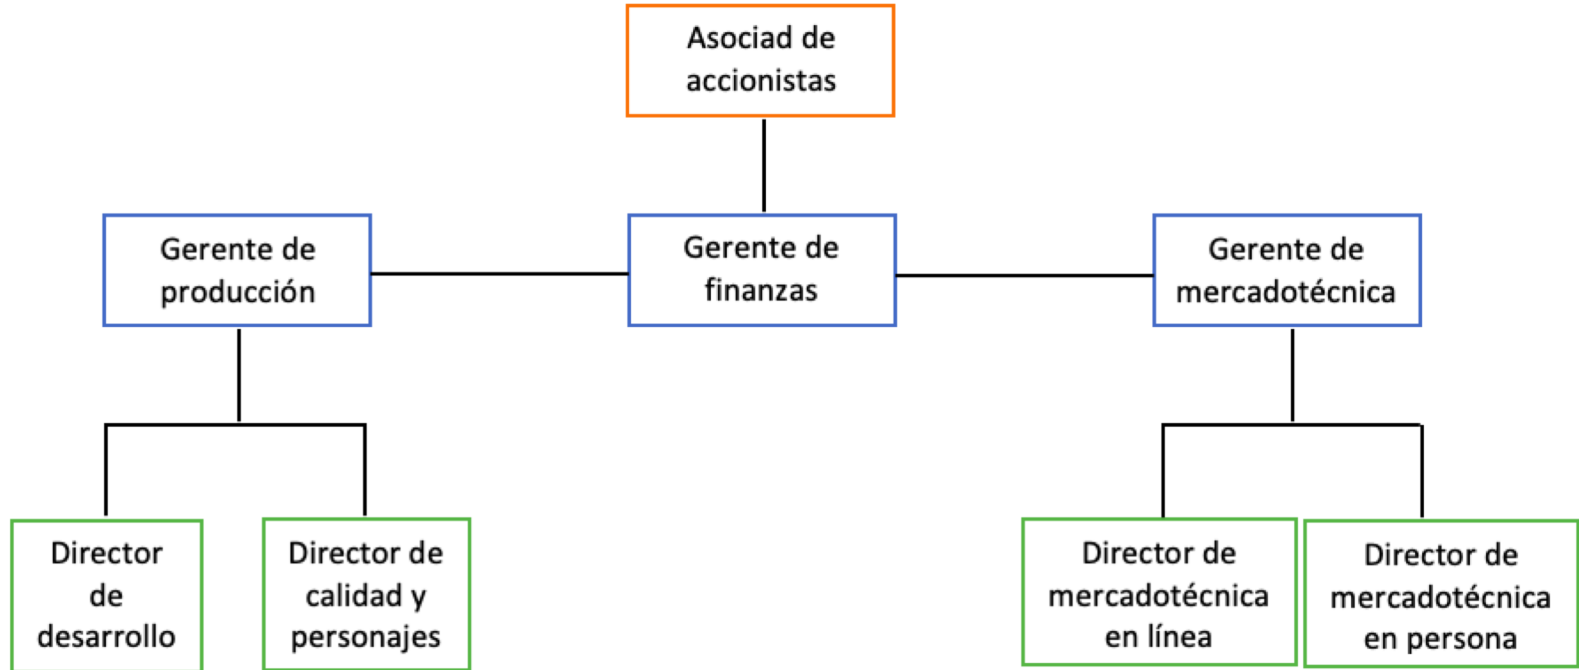 Asociad de
accionistas
Gerente de
producción
Gerente de
finanzas
Gerente de
mercadotécnica
Director
de
desarrollo
Director de
calidad y
personajes
Director de
mercadotécnica
en línea
Director de
mercadotécnica
en persona